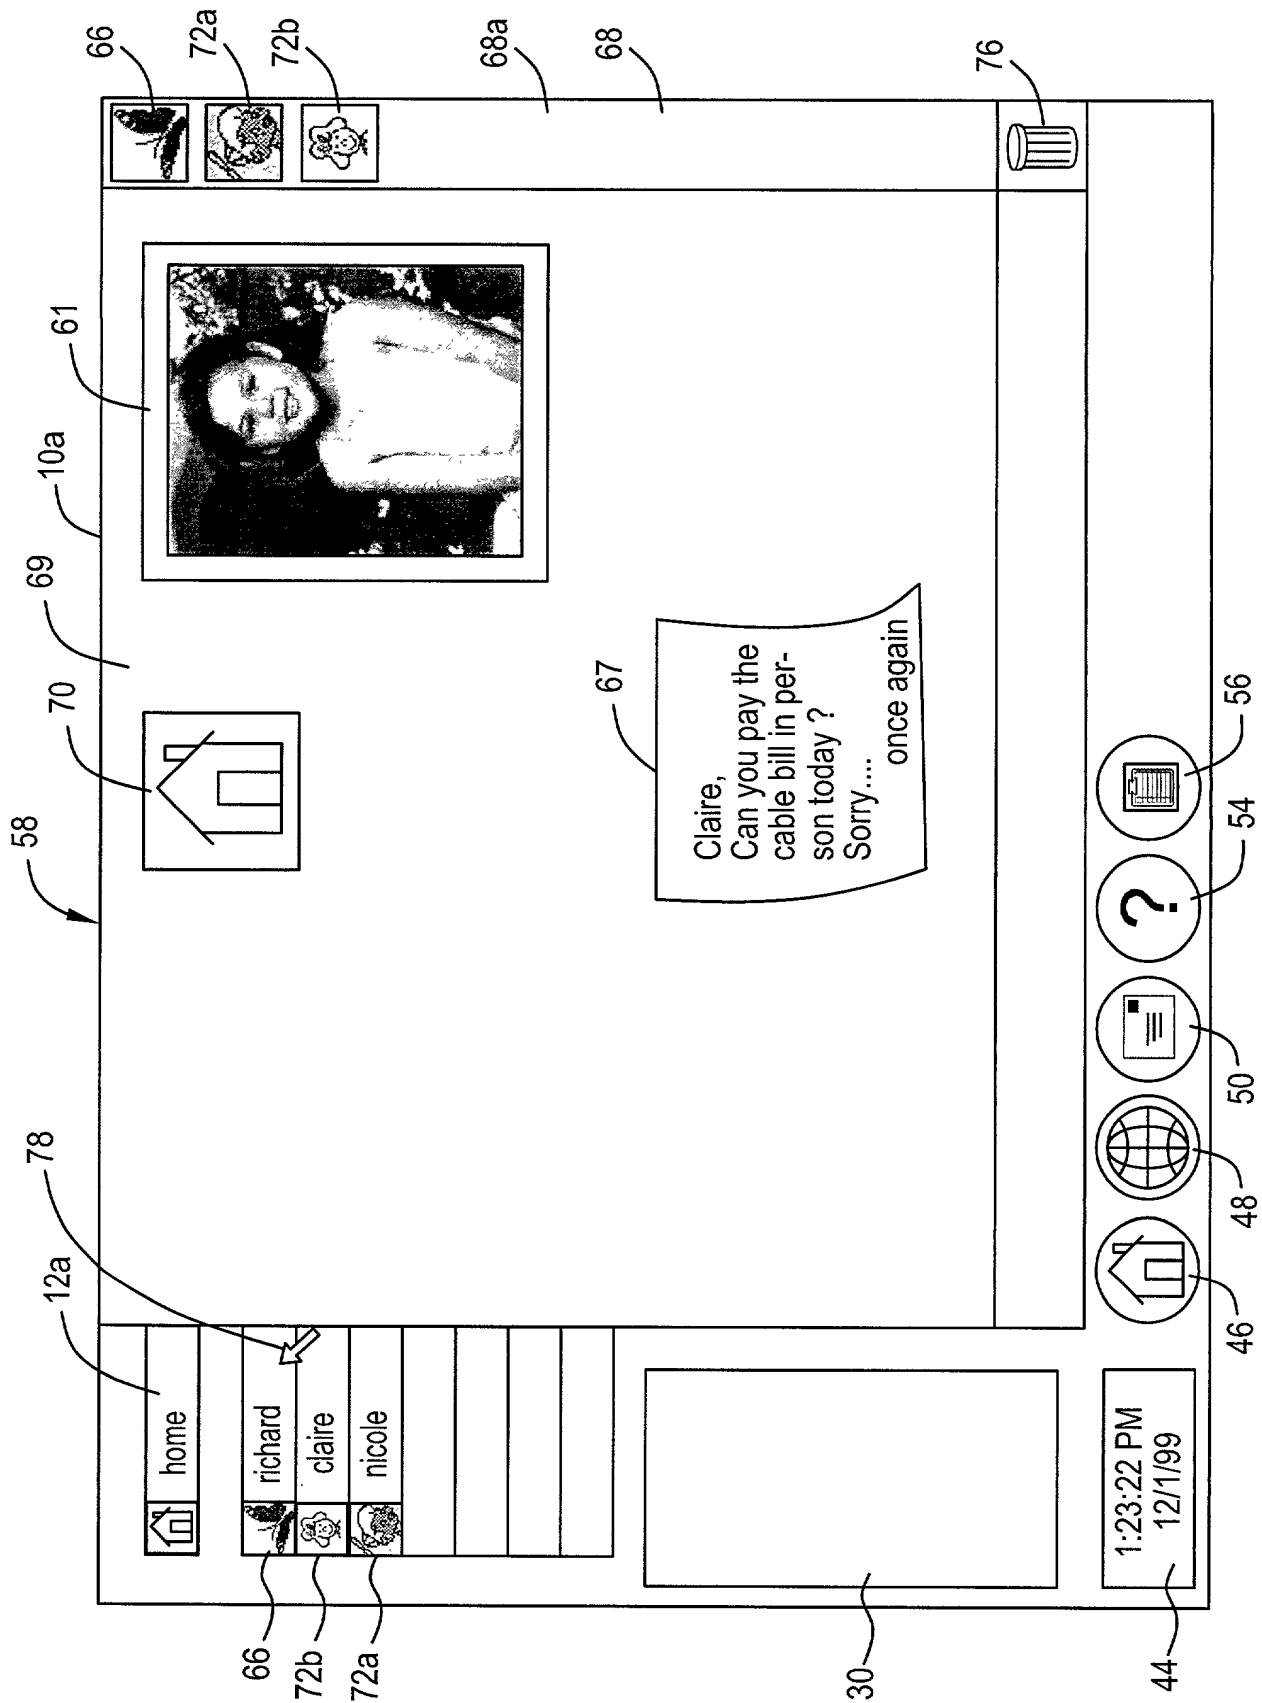 12a
78
58
70
69
10a
61
66
72a
72b
68a
68
76
home
66
richard
72b
claire
72a
nicole
67
Claire,
Can you pay the
cable bill in per-
son today ?
Sorry....
once again
30
44
1:23:22 PM
12/1/99
?
46
48
50
54
56